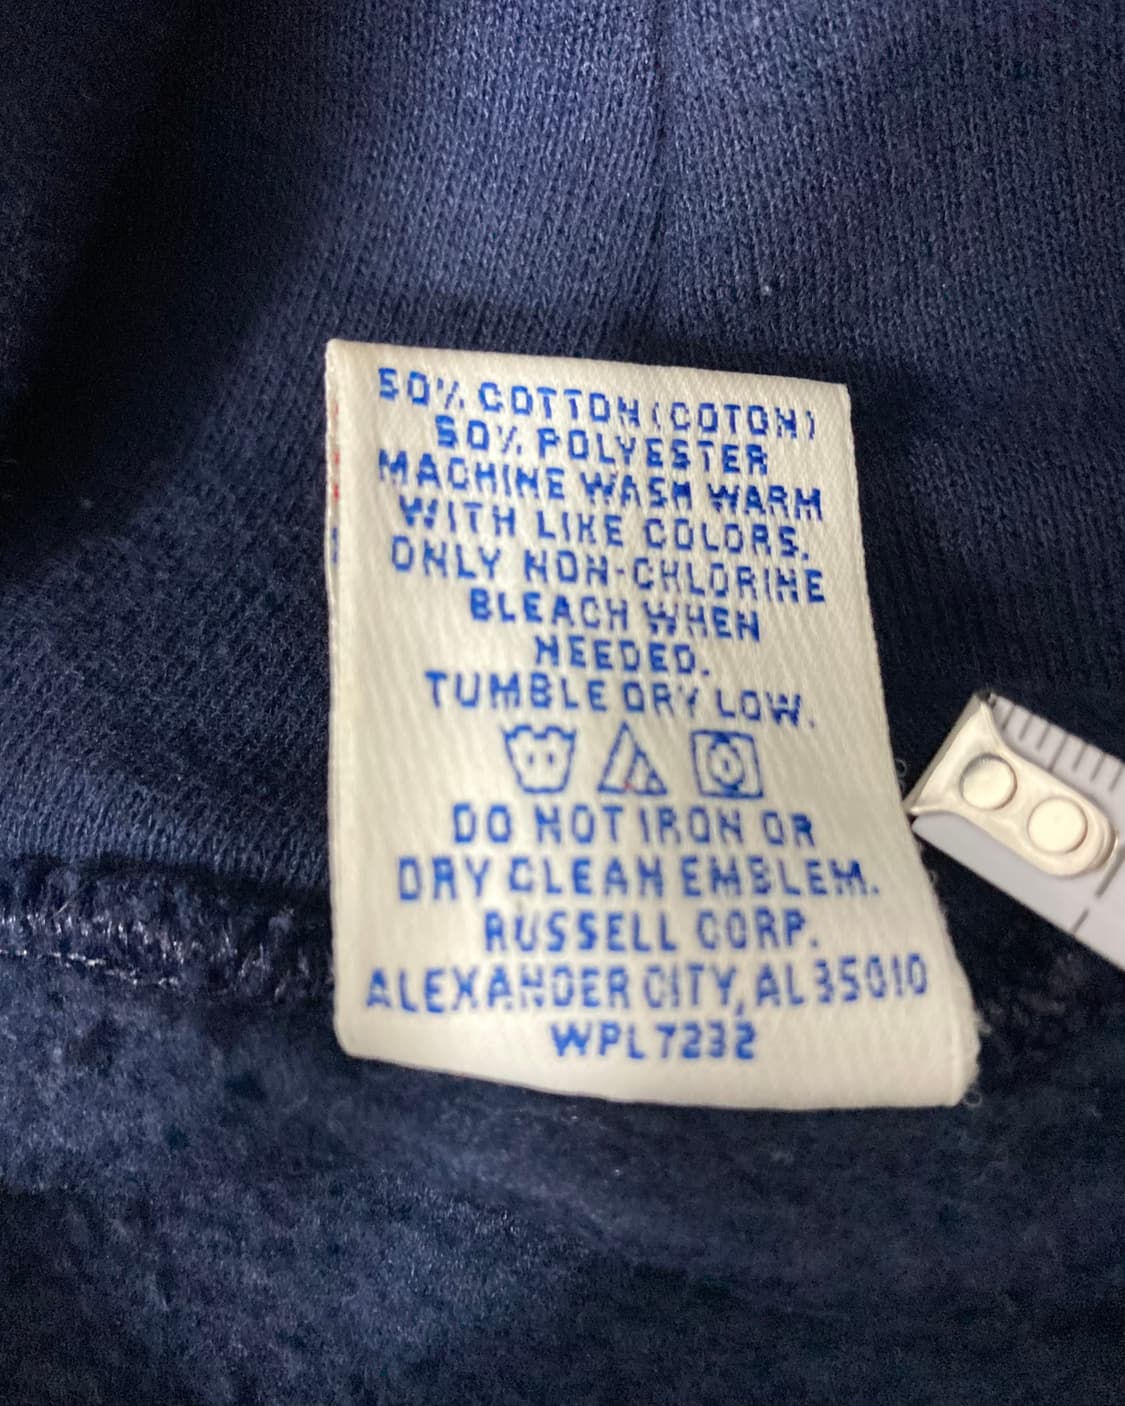 50% COTTON (COTON)
50% POLYESTER
MACHINE WASH WARM
WITH LIKE COLORS.
ONLY NON-CHLORINE
BLEACH WHEN
NEEDED.
TUMBLE DRY LOW.
DO NOT IRON OR
DRY CLEAN EMBLEM.
RUSSELL CORP.
ALEXANDER CITY, AL 35010
WPL 7232